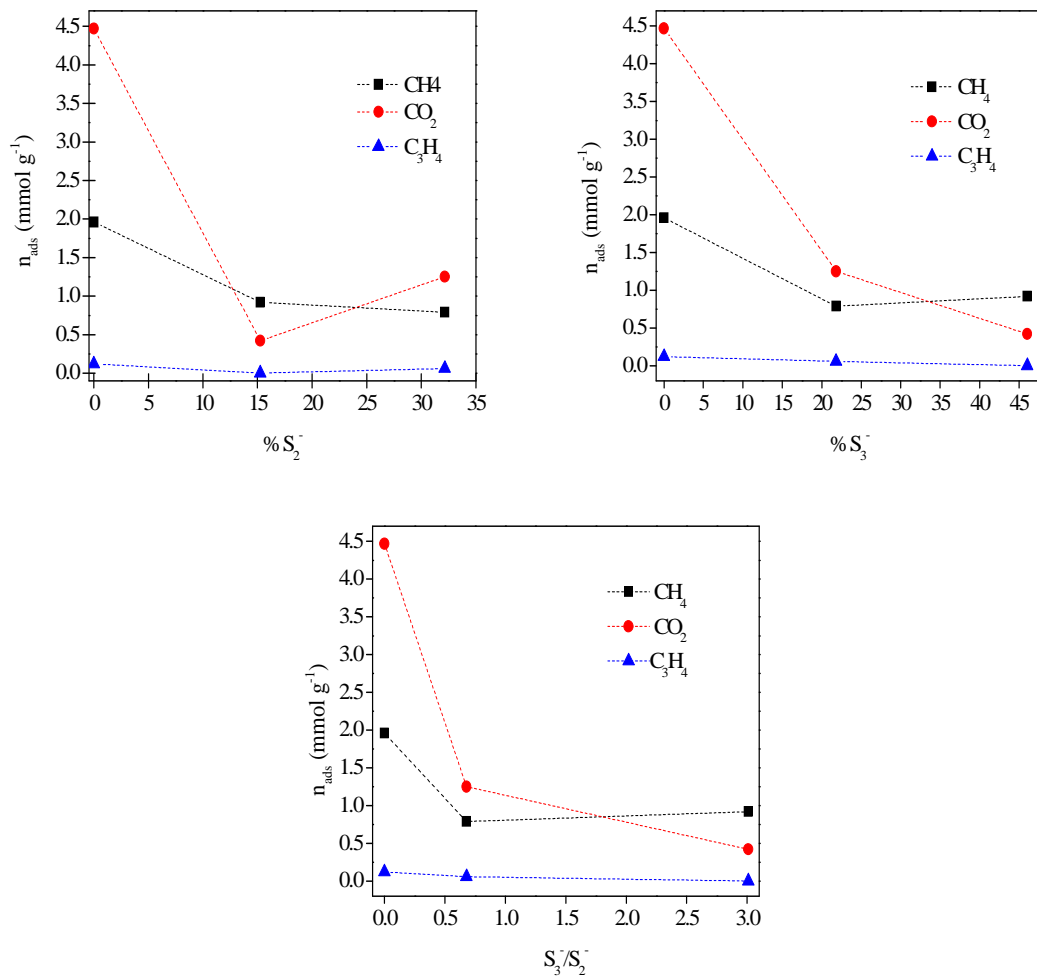 4.5
4.0
3.5
3.0
2.5
2.0
1.5
1.0
0.5
0.0
n_ads (mmol g⁻¹)
CH4
CO₂
C₃H₄
0 5 10 15 20 25 30 35
% S₂⁻
4.5
4.0
3.5
3.0
2.5
2.0
1.5
1.0
0.5
0.0
n_ads (mmol g⁻¹)
CH₄
CO₂
C₃H₄
0 5 10 15 20 25 30 35 40 45
% S₃⁻
4.5
4.0
3.5
3.0
2.5
2.0
1.5
1.0
0.5
0.0
n_ads (mmol g⁻¹)
CH₄
CO₂
C₃H₄
0.0 0.5 1.0 1.5 2.0 2.5 3.0
S₃⁻/S₂⁻